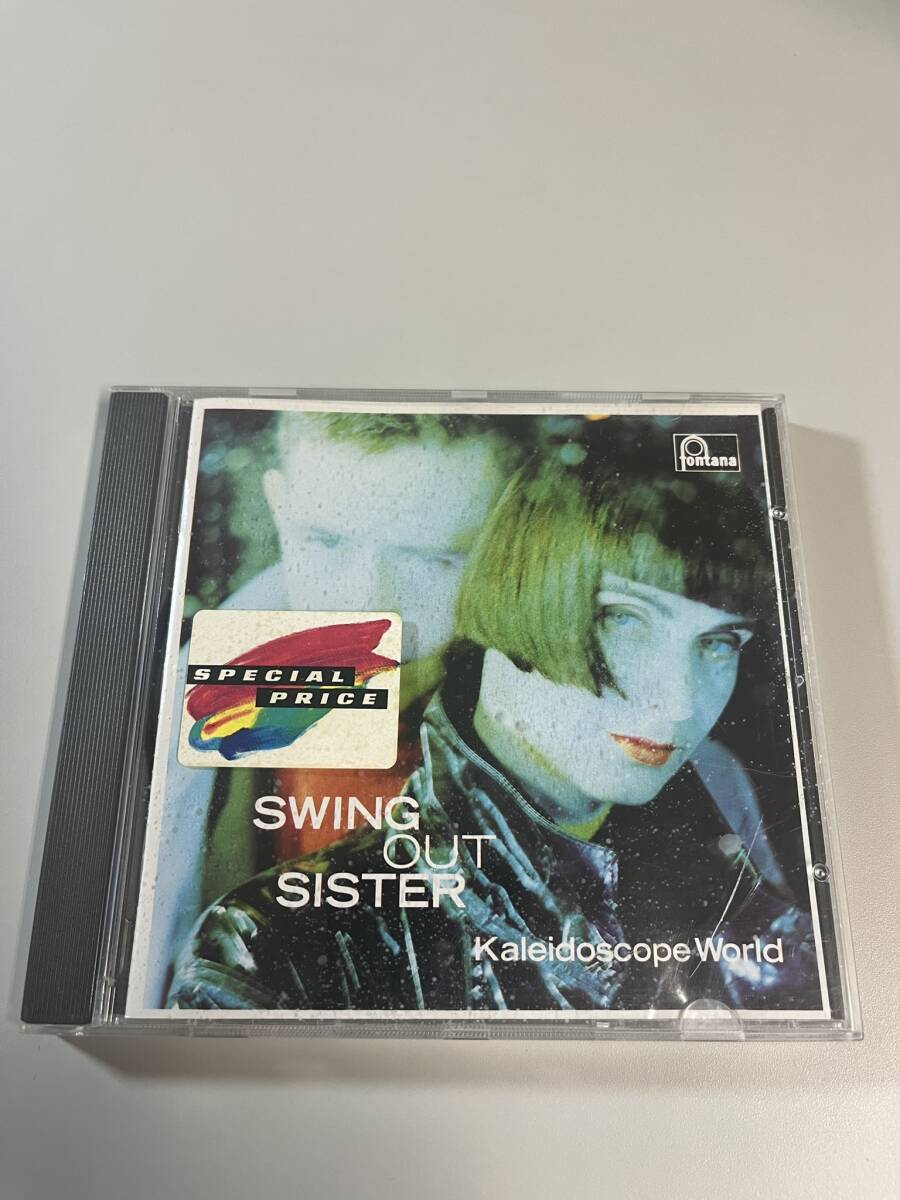 fontana
SPECIAL
PRICE
SWING
OUT
SISTER
Kaleidoscope World